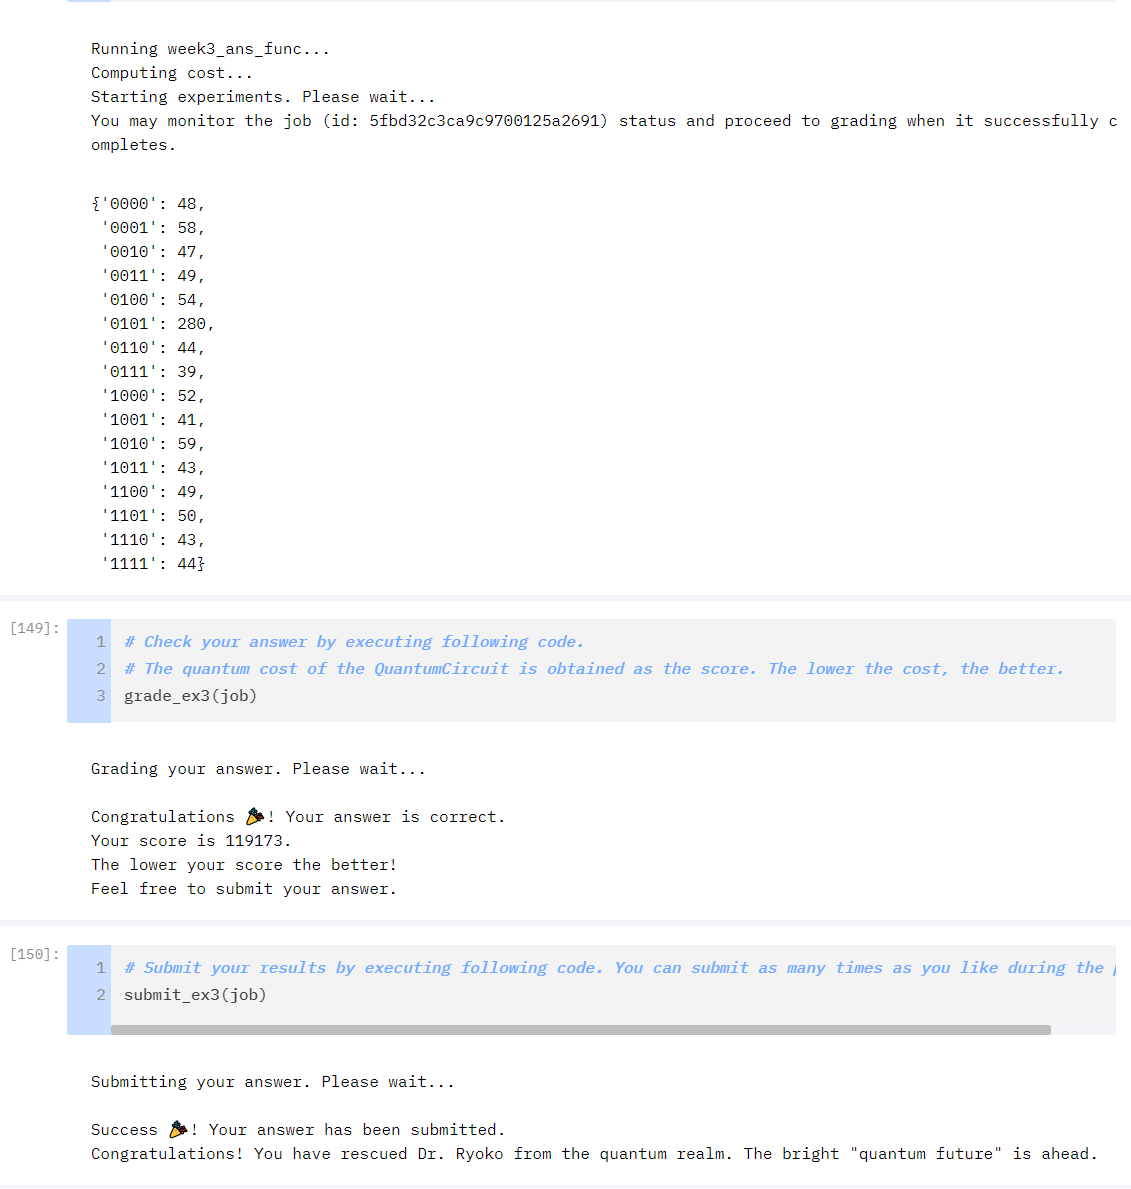 Running week3_ans_func...
Computing cost...
Starting experiments. Please wait...
You may monitor the job (id: 5fbd32c3ca9c9700125a2691) status and proceed to grading when it successfully c
ompletes.
{'0000': 48,
'0001': 58,
'0010': 47,
'0011': 49,
'0100': 54,
'0101': 280,
'0110': 44,
'0111': 39,
'1000': 52,
'1001': 41,
'1010': 59,
'1011': 43,
'1100': 49,
'1101': 50,
'1110': 43,
'1111': 44}
[149]:
1 # Check your answer by executing following code.
2 # The quantum cost of the QuantumCircuit is obtained as the score. The lower the cost, the better.
3 grade_ex3(job)
Grading your answer. Please wait...
Congratulations 🎉! Your answer is correct.
Your score is 119173.
The lower your score the better!
Feel free to submit your answer.
[150]:
1 # Submit your results by executing following code. You can submit as many times as you like during the
2 submit_ex3(job)
Submitting your answer. Please wait...
Success 🎉! Your answer has been submitted.
Congratulations! You have rescued Dr. Ryoko from the quantum realm. The bright "quantum future" is ahead.